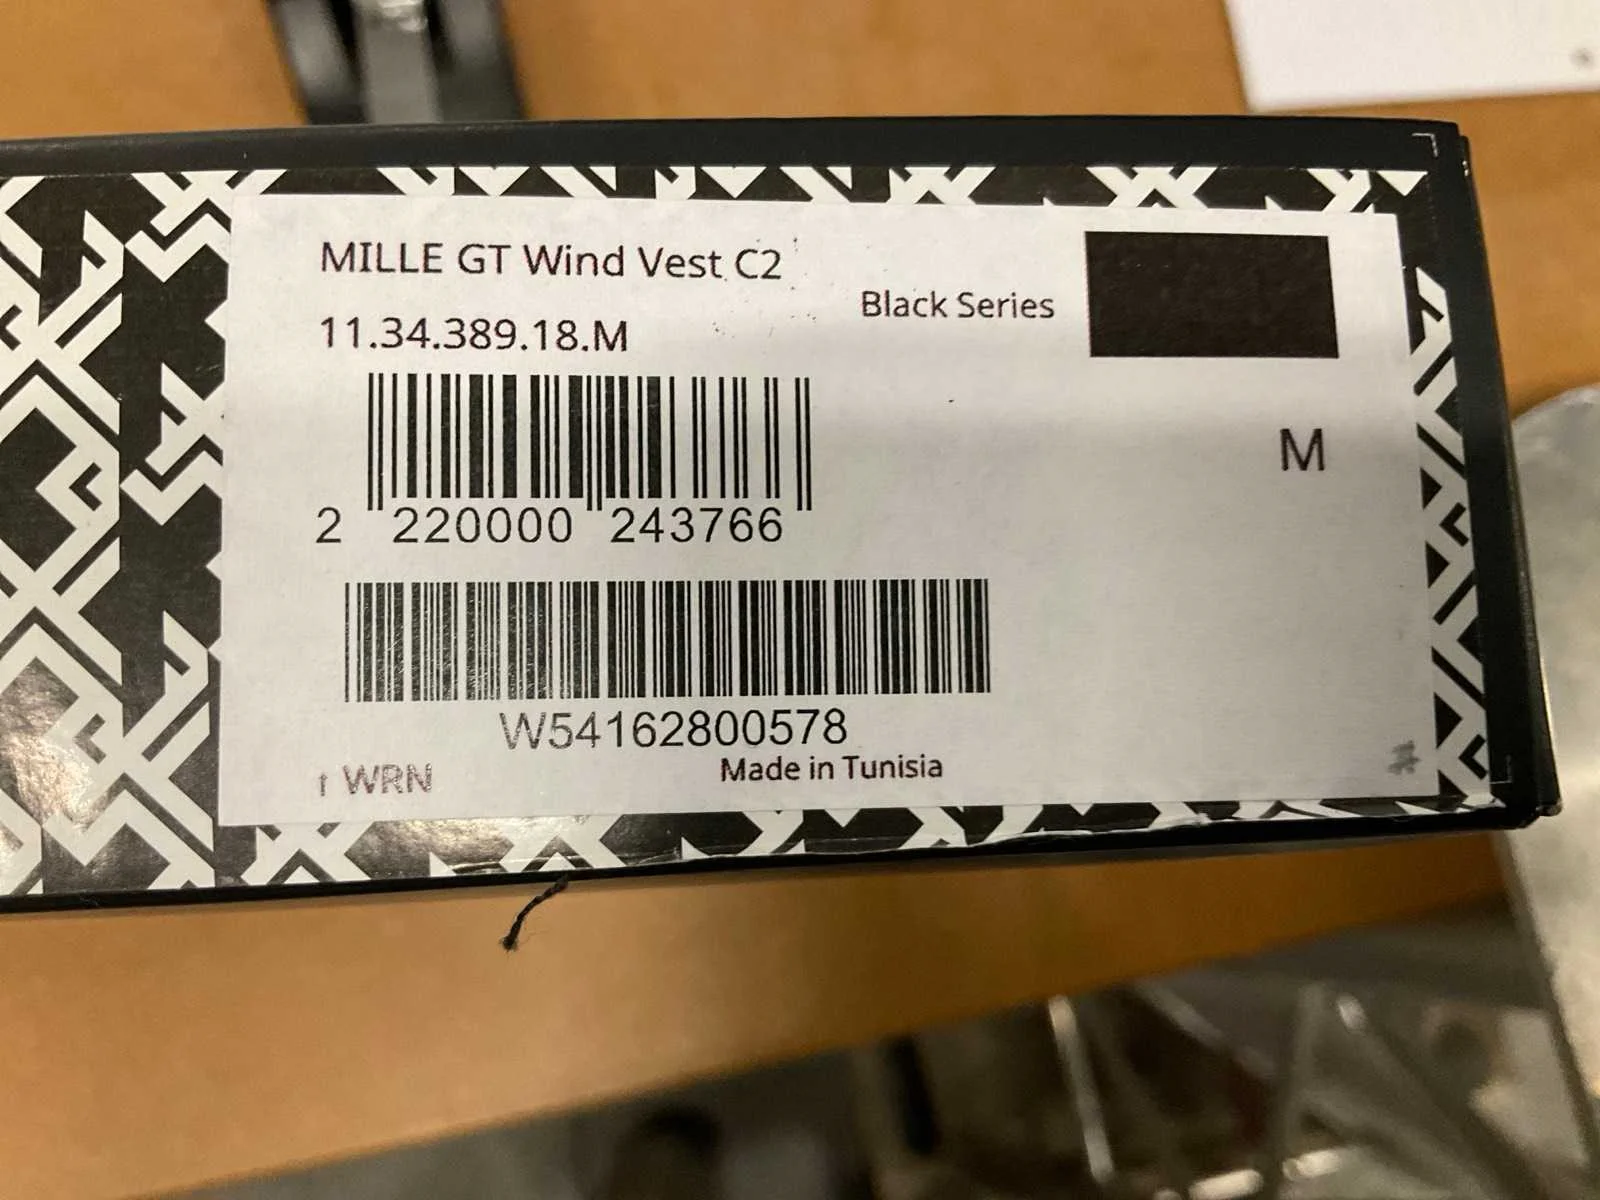 MILLE GT Wind Vest C2
11.34.389.18.M
Black Series
M
2 220000 243766
W54162800578
Made in Tunisia
↑ WRN
#